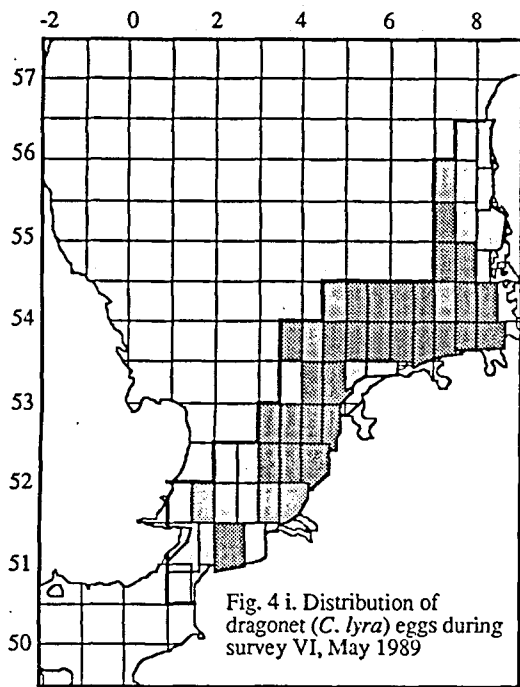 -2 0 2 4 6 8
57
56
55
54
53
52
51
50
Fig. 4 i. Distribution of
dragonet (C. lyra) eggs during
survey VI, May 1989